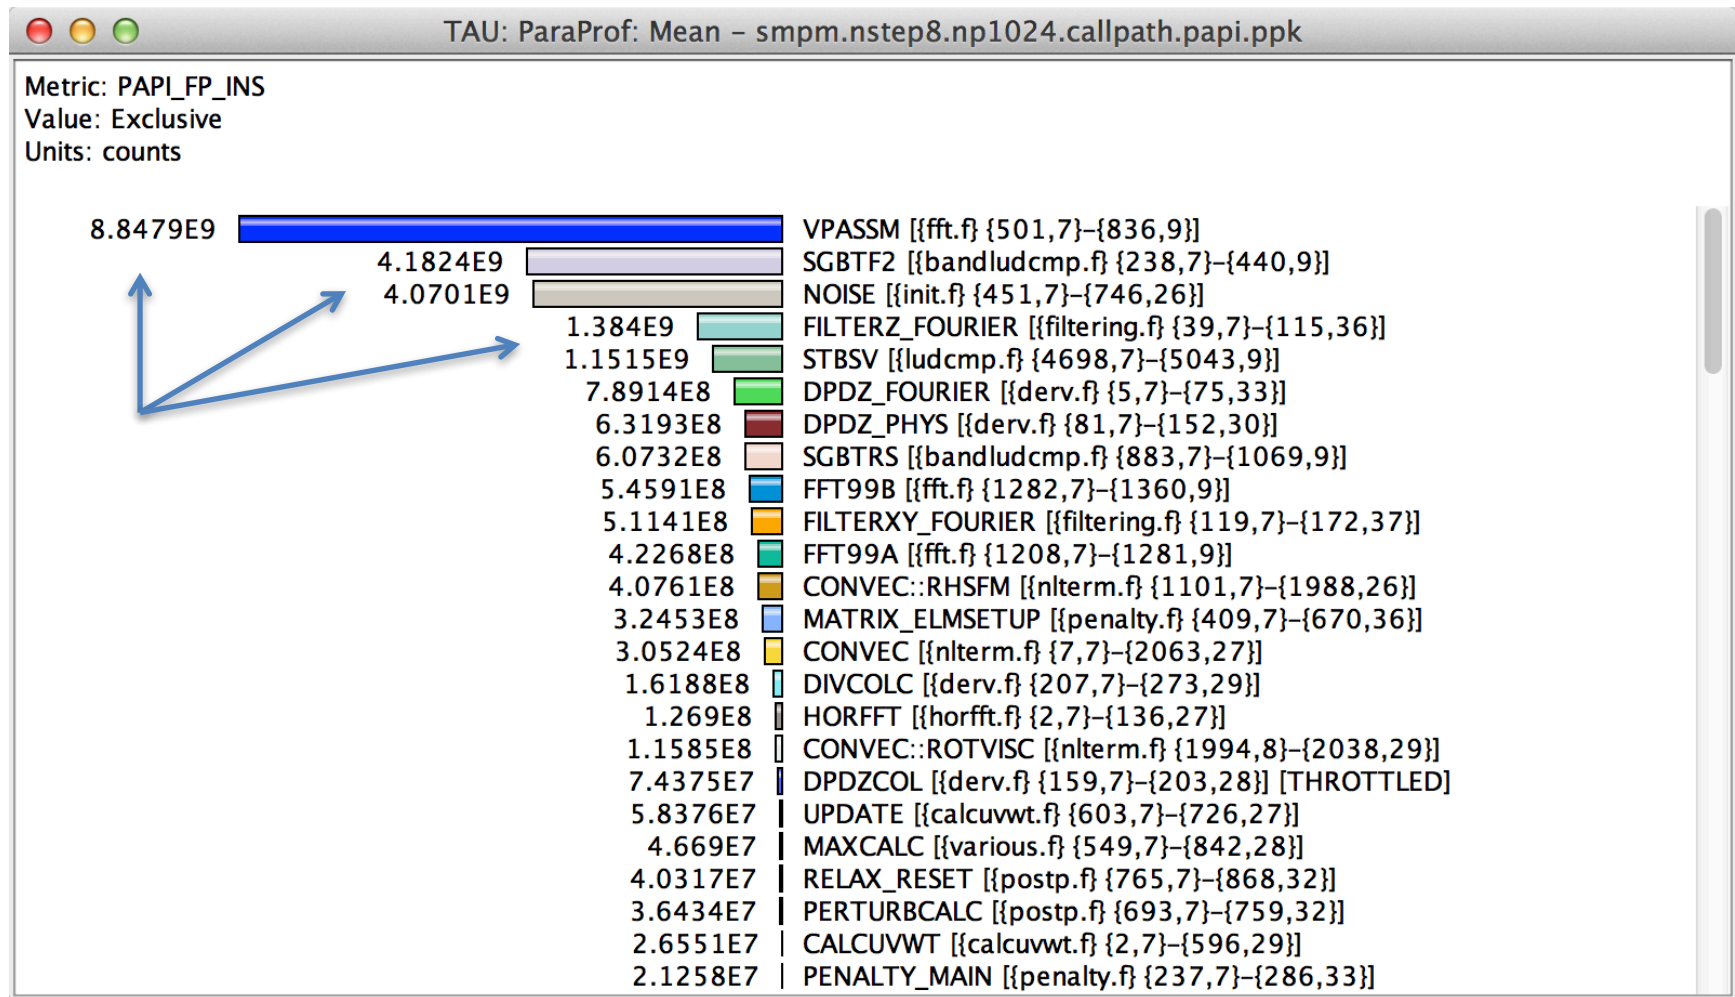 TAU: ParaProf: Mean – smpm.nstep8.np1024.callpath.papi.ppk
Metric: PAPI_FP_INS
Value: Exclusive
Units: counts
8.8479E9 VPASSM [{fft.f} {501,7}–{836,9}]
4.1824E9 SGBTF2 [{bandludcmp.f} {238,7}–{440,9}]
4.0701E9 NOISE [{init.f} {451,7}–{746,26}]
1.384E9 FILTERZ_FOURIER [{filtering.f} {39,7}–{115,36}]
1.1515E9 STBSV [{ludcmp.f} {4698,7}–{5043,9}]
7.8914E8 DPDZ_FOURIER [{derv.f} {5,7}–{75,33}]
6.3193E8 DPDZ_PHYS [{derv.f} {81,7}–{152,30}]
6.0732E8 SGBTRS [{bandludcmp.f} {883,7}–{1069,9}]
5.4591E8 FFT99B [{fft.f} {1282,7}–{1360,9}]
5.1141E8 FILTERXY_FOURIER [{filtering.f} {119,7}–{172,37}]
4.2268E8 FFT99A [{fft.f} {1208,7}–{1281,9}]
4.0761E8 CONVEC::RHSFM [{nlterm.f} {1101,7}–{1988,26}]
3.2453E8 MATRIX_ELMSETUP [{penalty.f} {409,7}–{670,36}]
3.0524E8 CONVEC [{nlterm.f} {7,7}–{2063,27}]
1.6188E8 DIVCOLC [{derv.f} {207,7}–{273,29}]
1.269E8 HORFFT [{horfft.f} {2,7}–{136,27}]
1.1585E8 CONVEC::ROTVISC [{nlterm.f} {1994,8}–{2038,29}]
7.4375E7 DPDZCOL [{derv.f} {159,7}–{203,28}] [THROTTLED]
5.8376E7 UPDATE [{calcuvwt.f} {603,7}–{726,27}]
4.669E7 MAXCALC [{various.f} {549,7}–{842,28}]
4.0317E7 RELAX_RESET [{postp.f} {765,7}–{868,32}]
3.6434E7 PERTURBCALC [{postp.f} {693,7}–{759,32}]
2.6551E7 CALCUVWT [{calcuvwt.f} {2,7}–{596,29}]
2.1258E7 PENALTY_MAIN [{penalty.f} {237,7}–{286,33}]